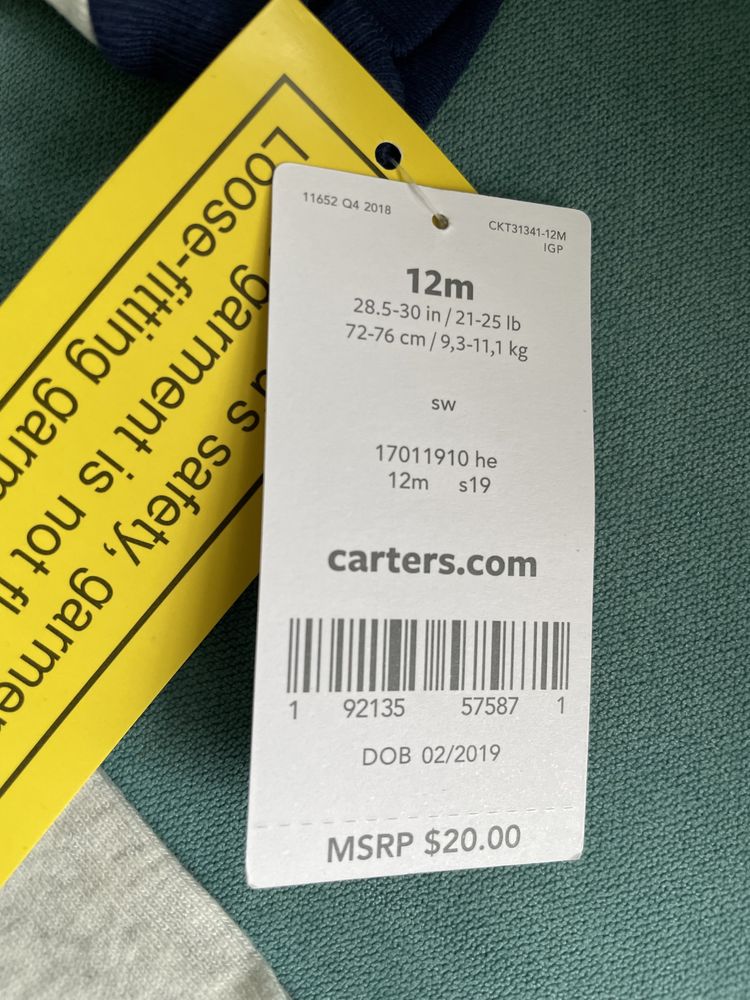 11652 Q4 2018
CKT31341-12M
IGP
12m
28.5-30 in / 21-25 lb
72-76 cm / 9,3-11,1 kg
sw
17011910 he
12m s19
carters.com
1 92135 57587 1
DOB 02/2019
MSRP $20.00
safety, garment
garment is not fl
Loose-fitting garm